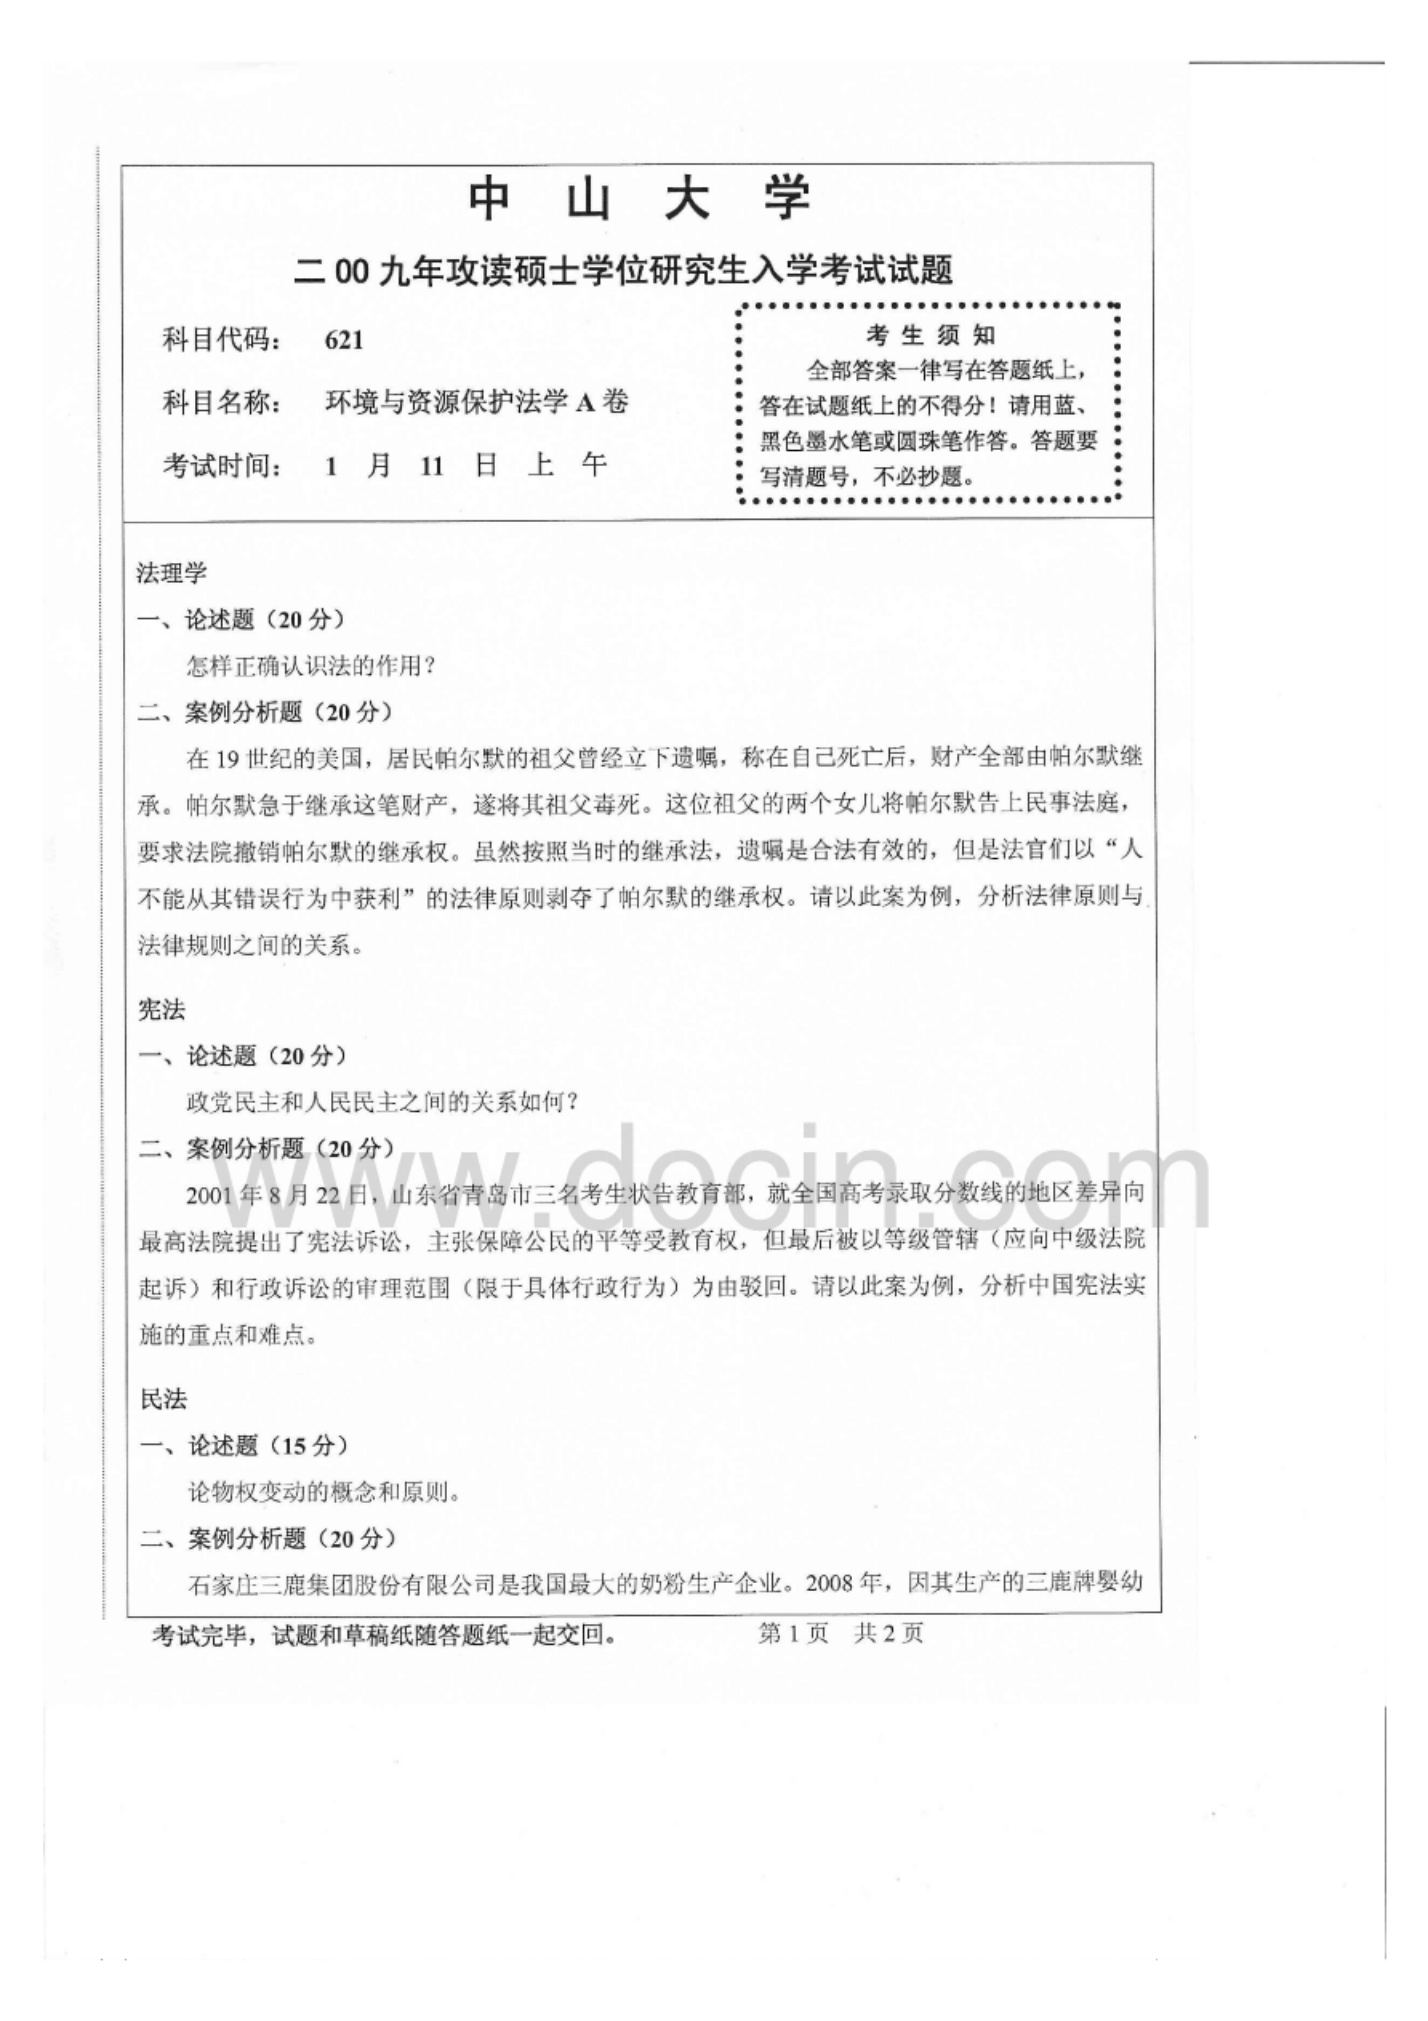 中 山 大 学
二00九年攻读硕士学位研究生入学考试试题
科目代码： 621
科目名称： 环境与资源保护法学A卷
考试时间： 1 月 11 日 上 午
考 生 须 知
全部答案一律写在答题纸上，
答在试题纸上的不得分！请用蓝、
黑色墨水笔或圆珠笔作答。答题要
写清题号，不必抄题。
法理学
一、论述题（20分）
怎样正确认识法的作用？
二、案例分析题（20分）
在19世纪的美国，居民帕尔默的祖父曾经立下遗嘱，称在自己死亡后，财产全部由帕尔默继
承。帕尔默急于继承这笔财产，遂将其祖父毒死。这位祖父的两个女儿将帕尔默告上民事法庭，
要求法院撤销帕尔默的继承权。虽然按照当时的继承法，遗嘱是合法有效的，但是法官们以“人
不能从其错误行为中获利”的法律原则剥夺了帕尔默的继承权。请以此案为例，分析法律原则与
法律规则之间的关系。
宪法
一、论述题（20分）
政党民主和人民民主之间的关系如何？
二、案例分析题（20分）
2001年8月22日，山东省青岛市三名考生状告教育部，就全国高考录取分数线的地区差异向
最高法院提出了宪法诉讼，主张保障公民的平等受教育权，但最后被以等级管辖（应向中级法院
起诉）和行政诉讼的审理范围（限于具体行政行为）为由驳回。请以此案为例，分析中国宪法实
施的重点和难点。
民法
一、论述题（15分）
论物权变动的概念和原则。
二、案例分析题（20分）
石家庄三鹿集团股份有限公司是我国最大的奶粉生产企业。2008年，因其生产的三鹿牌婴幼
考试完毕，试题和草稿纸随答题纸一起交回。 第1页 共2页
www.docin.com